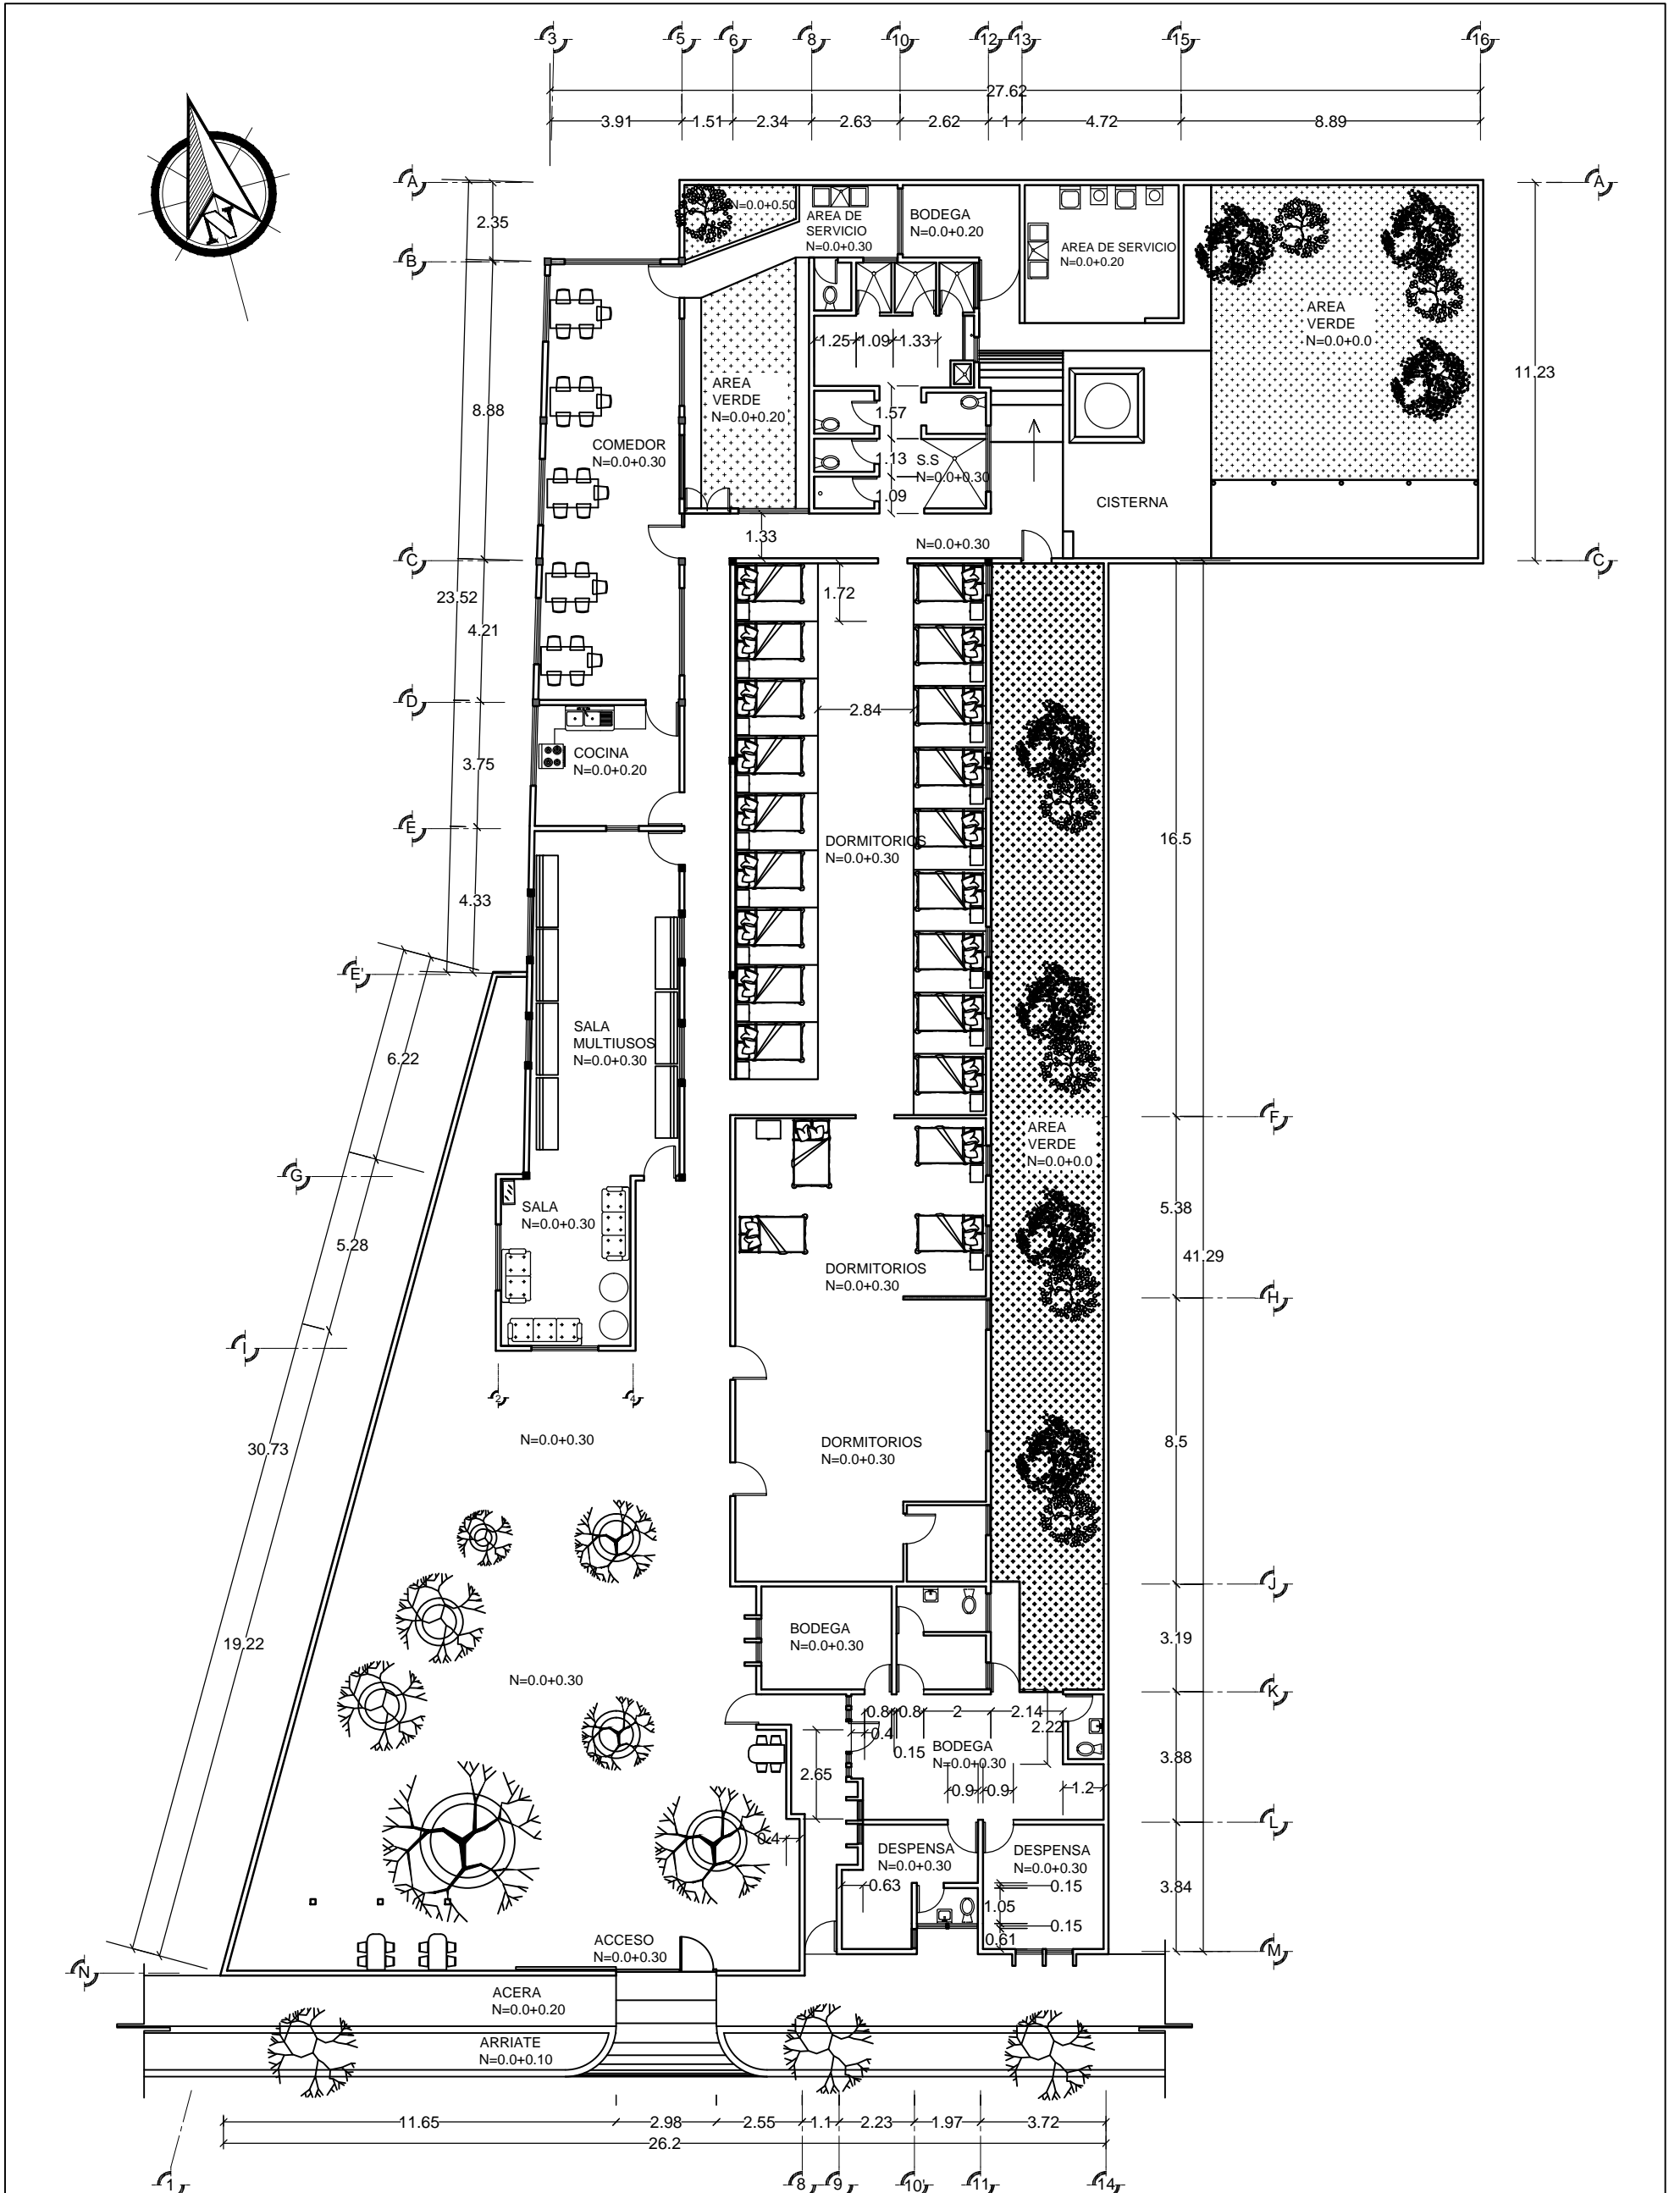 3 5 6 8 10 12 13 15 16
27.62
3.91 1.51 2.34 2.63 2.62 1 4.72 8.89
N
A A
2.35
N=0.0+0.50
AREA DE
SERVICIO
N=0.0+0.30
BODEGA
N=0.0+0.20
AREA DE SERVICIO
N=0.0+0.20
B
AREA
VERDE
N=0.0+0.0
1.25 1.09 1.33
11.23
AREA
VERDE
N=0.0+0.20
8.88
1.57
COMEDOR
N=0.0+0.30
1.13
S.S
N=0.0+0.30
1.09
CISTERNA
1.33
N=0.0+0.30
C C
23.52
1.72
4.21
D
2.84
COCINA
N=0.0+0.20
3.75
E
DORMITORIOS
N=0.0+0.30
16.5
4.33
E'
SALA
MULTIUSOS
N=0.0+0.30
6.22
F
AREA
VERDE
N=0.0+0.0
G
SALA
N=0.0+0.30
5.38
5.28
41.29
DORMITORIOS
N=0.0+0.30
H
I
2 4
N=0.0+0.30
30.73
DORMITORIOS
N=0.0+0.30
8.5
J
BODEGA
N=0.0+0.30
19.22
3.19
N=0.0+0.30
K
0.8 0.8 2 2.14
2.22
0.4
0.15
BODEGA
N=0.0+0.30
3.88
2.65
0.9 0.9
1.2
L
0.4
DESPENSA
N=0.0+0.30
DESPENSA
N=0.0+0.30
0.63
0.15
3.84
1.05
0.15
0.61
ACCESO
N=0.0+0.30
M
N
ACERA
N=0.0+0.20
ARRIATE
N=0.0+0.10
11.65 2.98 2.55 1.1 2.23 1.97 3.72
26.2
1 8 9 10' 11 14